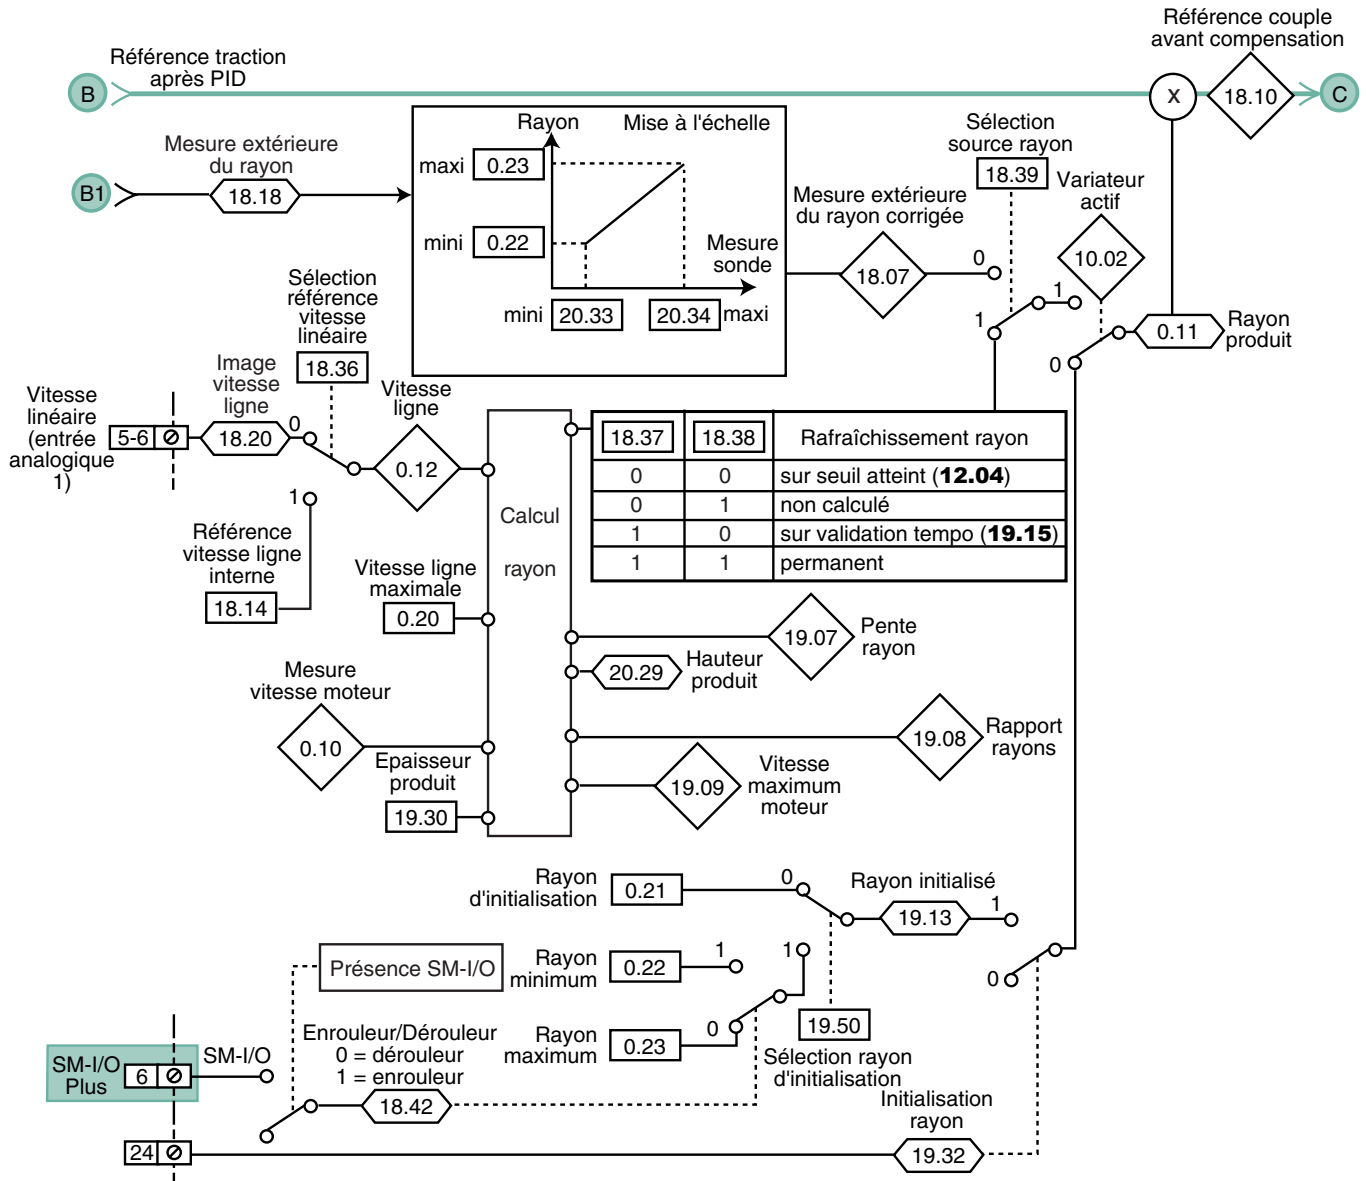 Référence couple
avant compensation
Référence traction
après PID
B
X
18.10
C
Mesure extérieure
du rayon
B1
18.18
Rayon
Mise à l'échelle
maxi
0.23
mini
0.22
Mesure
sonde
mini
20.33
20.34
maxi
Mesure extérieure
du rayon corrigée
18.07
0
Sélection
source rayon
18.39
1
1
Variateur
actif
10.02
0
0.11
Rayon
produit
Sélection
référence
vitesse
linéaire
18.36
Image
vitesse
ligne
Vitesse
linéaire
(entrée
analogique
1)
5-6
18.20
0
1
Vitesse
ligne
0.12
Référence
vitesse ligne
interne
18.14
Calcul
rayon
18.37 18.38 Rafraîchissement rayon
0 0 sur seuil atteint (12.04)
0 1 non calculé
1 0 sur validation tempo (19.15)
1 1 permanent
Vitesse ligne
maximale
0.20
19.07
Pente
rayon
20.29
Hauteur
produit
Mesure
vitesse moteur
0.10
19.08
Rapport
rayons
Epaisseur
produit
19.30
19.09
Vitesse
maximum
moteur
Rayon
d'initialisation
0.21
0
Rayon initialisé
19.13
1
Présence SM-I/O
Rayon
minimum
0.22
1
1
0
Rayon
maximum
0.23
0
19.50
Sélection rayon
d'initialisation
Enrouleur/Dérouleur
0 = dérouleur
1 = enrouleur
SM-I/O
Plus
6
SM-I/O
18.42
Initialisation
rayon
24
19.32